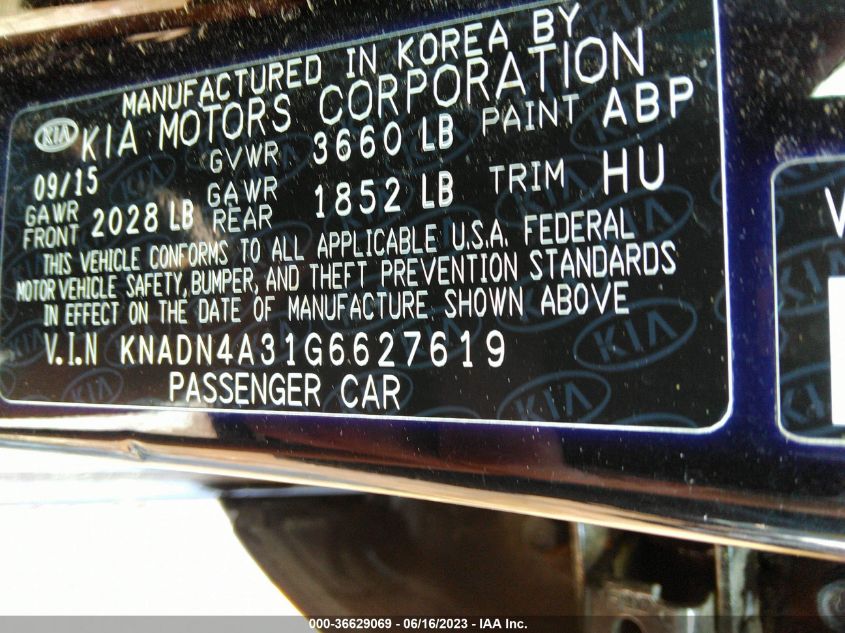 MANUFACTURED IN KOREA BY
KIA KIA MOTORS CORPORATION
09/15 GVWR 3660 LB PAINT ABP
GAWR FRONT 2028 LB GAWR REAR 1852 LB TRIM HU
THIS VEHICLE CONFORMS TO ALL APPLICABLE U.S.A. FEDERAL
MOTOR VEHICLE SAFETY, BUMPER, AND THEFT PREVENTION STANDARDS
IN EFFECT ON THE DATE OF MANUFACTURE SHOWN ABOVE
V.I.N KNADN4A31G6627619
PASSENGER CAR
000-36629069 - 06/16/2023 - IAA Inc.